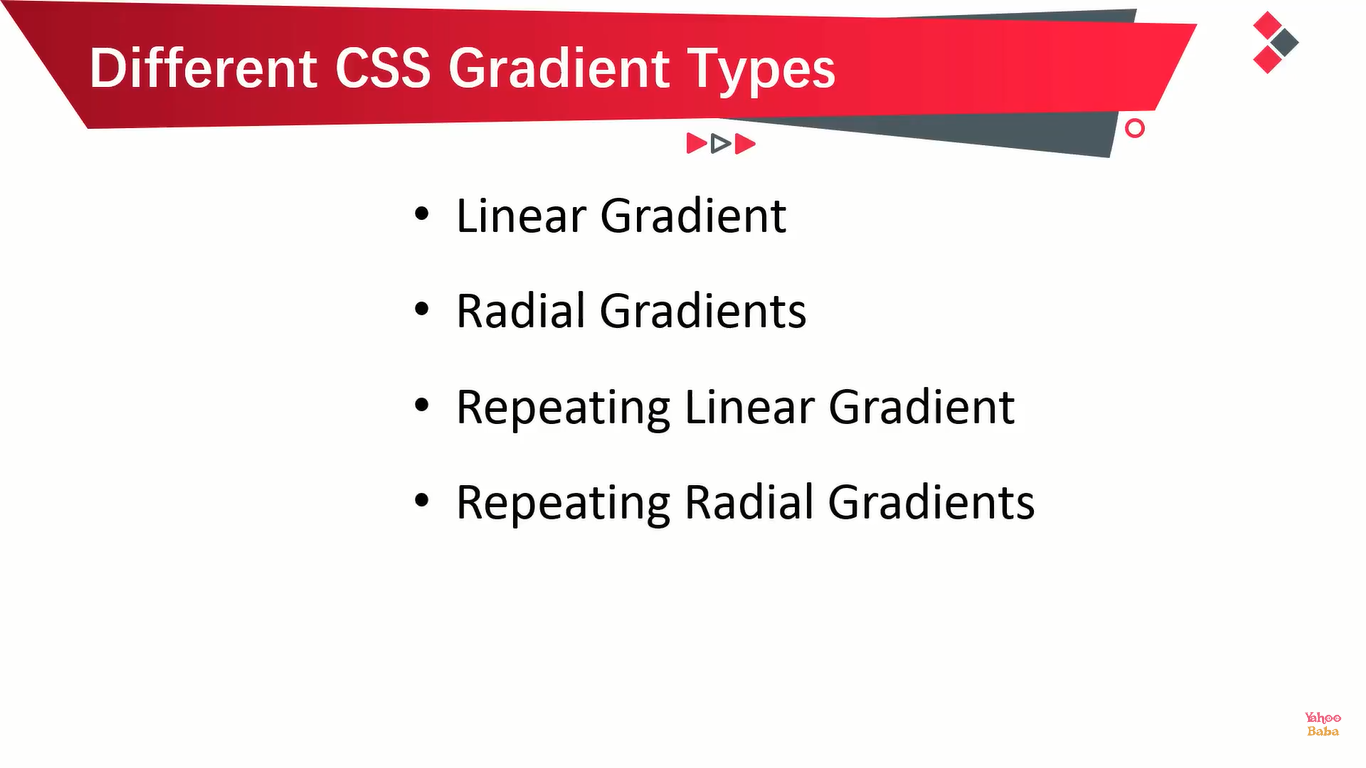 Different CSS Gradient Types
• Linear Gradient
• Radial Gradients
• Repeating Linear Gradient
• Repeating Radial Gradients
Yahoo
Baba